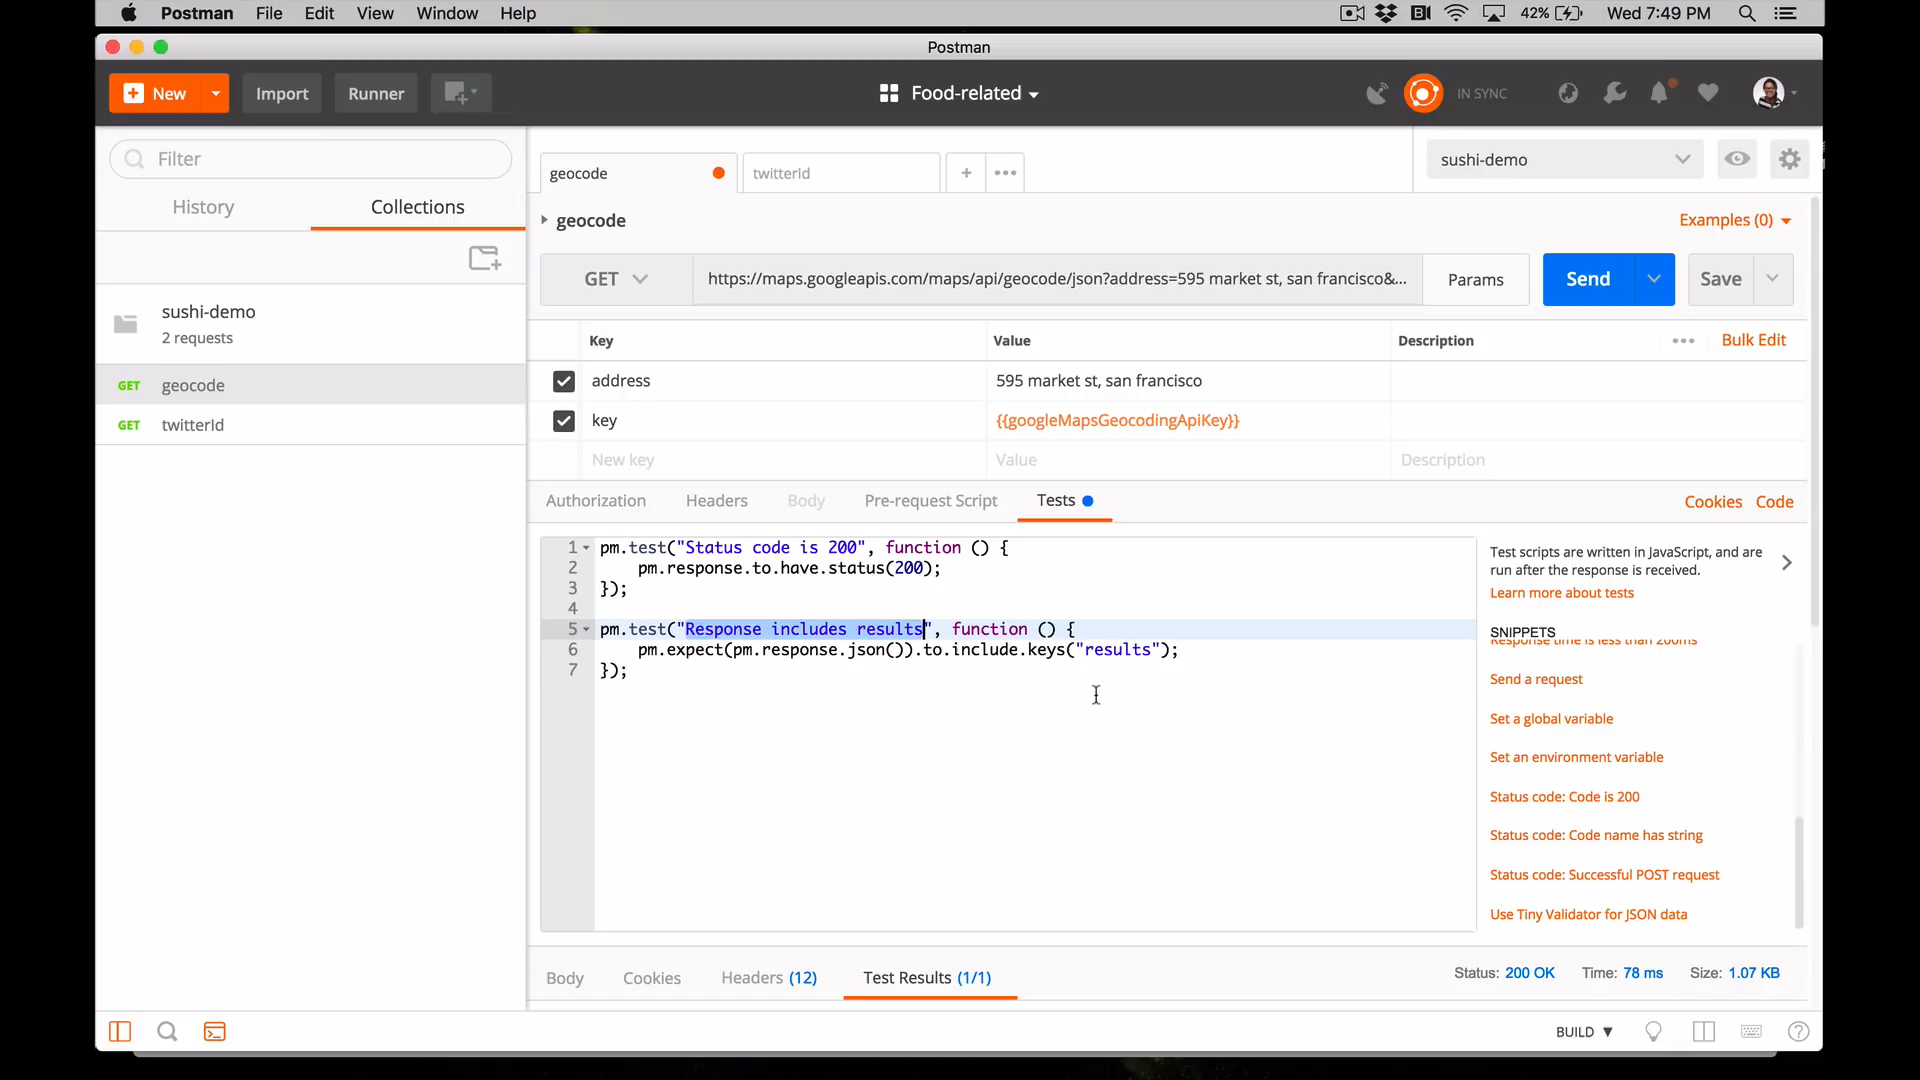 Postman File Edit View Window Help
42% Wed 7:49 PM
Postman
New Import Runner Food-related IN SYNC
Filter
History Collections
sushi-demo
2 requests
GET geocode
GET twitterId
geocode twitterId + •••
sushi-demo
geocode
Examples (0)
GET https://maps.googleapis.com/maps/api/geocode/json?address=595 market st, san francisco&... Params Send Save
Key Value Description ••• Bulk Edit
address 595 market st, san francisco
key {{googleMapsGeocodingApiKey}}
New key Value Description
Authorization Headers Body Pre-request Script Tests Cookies Code
1 pm.test("Status code is 200", function () {
2 pm.response.to.have.status(200);
3 });
4
5 pm.test("Response includes results", function () {
6 pm.expect(pm.response.json()).to.include.keys("results");
7 });
Test scripts are written in JavaScript, and are
run after the response is received.
Learn more about tests
SNIPPETS
Response time is less than 200ms
Send a request
Set a global variable
Set an environment variable
Status code: Code is 200
Status code: Code name has string
Status code: Successful POST request
Use Tiny Validator for JSON data
Body Cookies Headers (12) Test Results (1/1) Status: 200 OK Time: 78 ms Size: 1.07 KB
BUILD